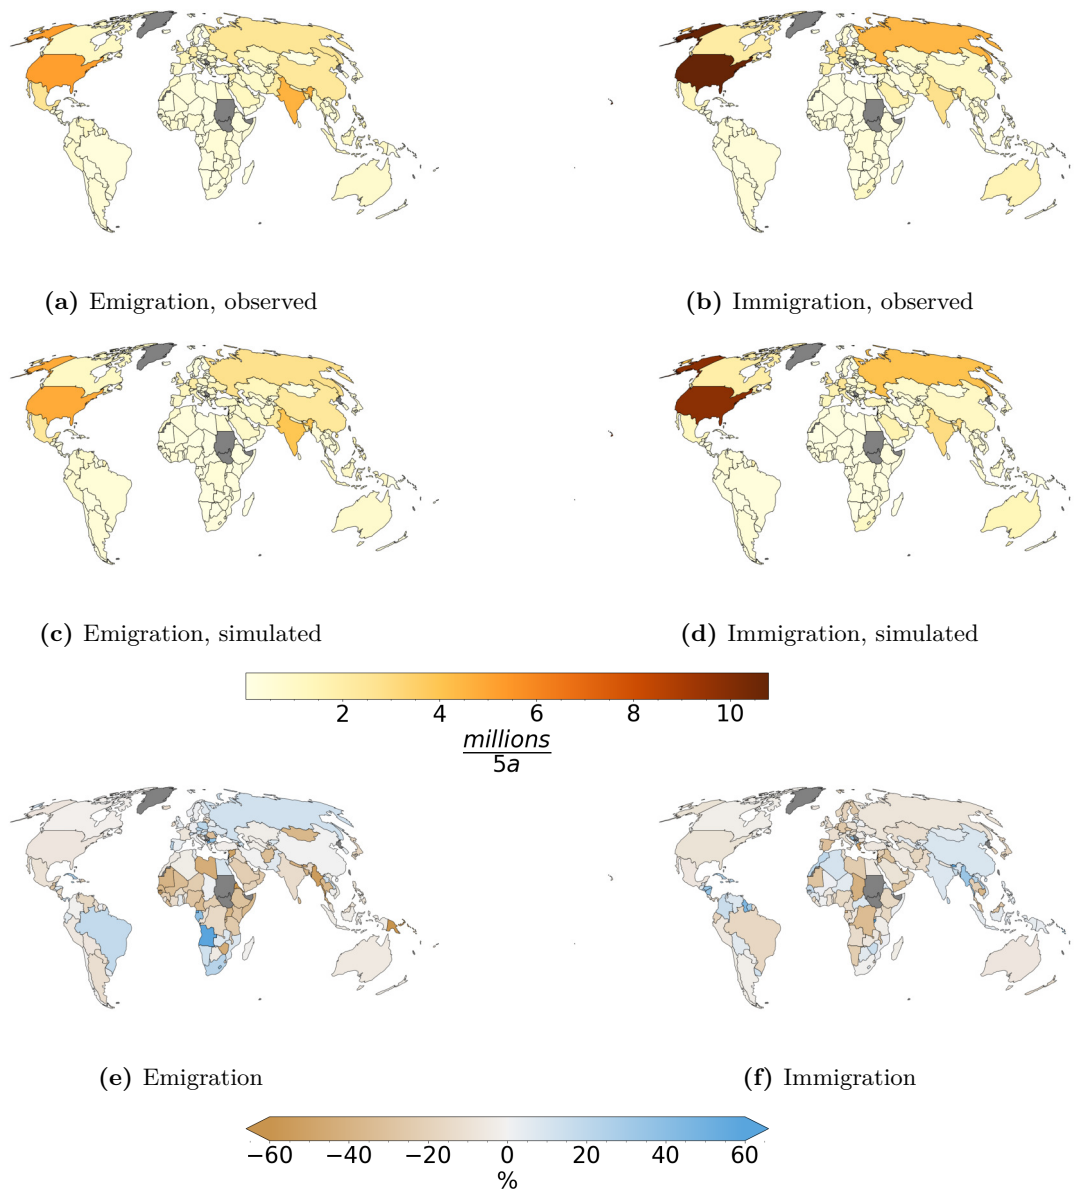 (a) Emigration, observed
(b) Immigration, observed
(c) Emigration, simulated
(d) Immigration, simulated
2 4 6 8 10
millions
5a
(e) Emigration
(f) Immigration
−60 −40 −20 0 20 40 60
%